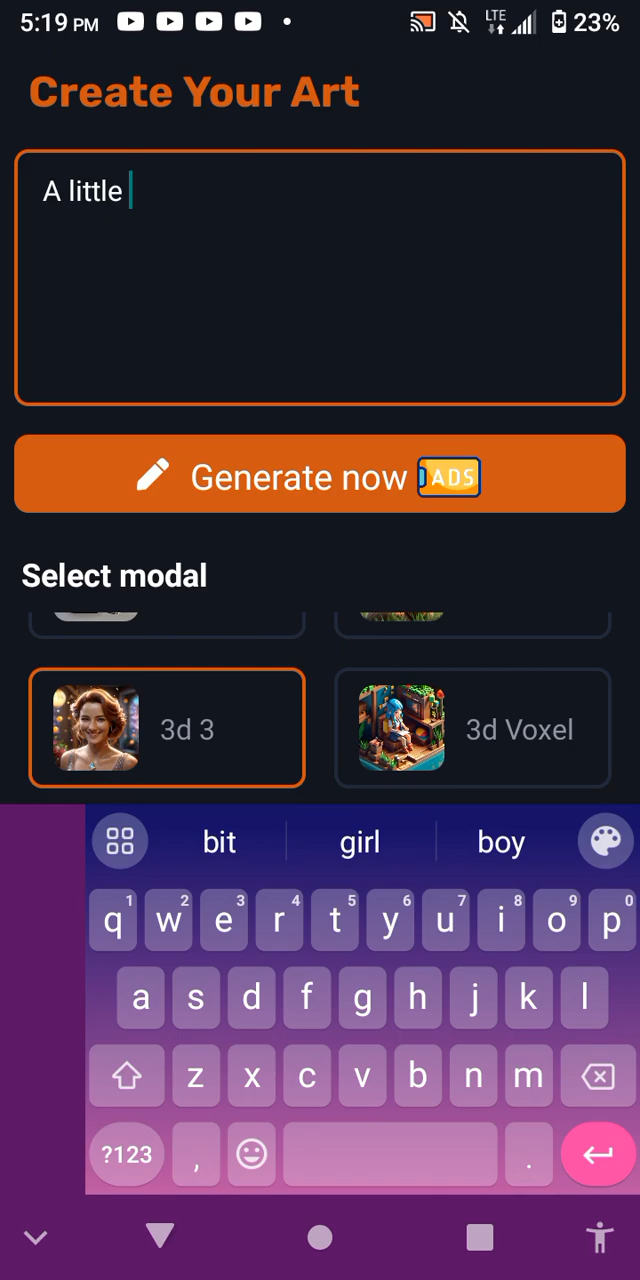 5:19 PM LTE 23%
Create Your Art
A little
Generate now ADS
Select modal
3d 3 3d Voxel
bit girl boy
1 2 3 4 5 6 7 8 9 0
q w e r t y u i o p
a s d f g h j k l
z x c v b n m
?123 , .